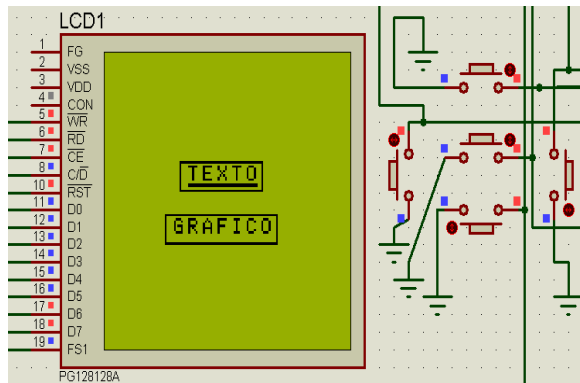 LCD1
1 FG
2 VSS
3 VDD
4 CON
5 WR
6 RD
7 CE
8 C/D
10 RST
11 D0
12 D1
13 D2
14 D3
15 D4
16 D5
17 D6
18 D7
19 FS1
TEXTO
GRAFICO
PG128128A